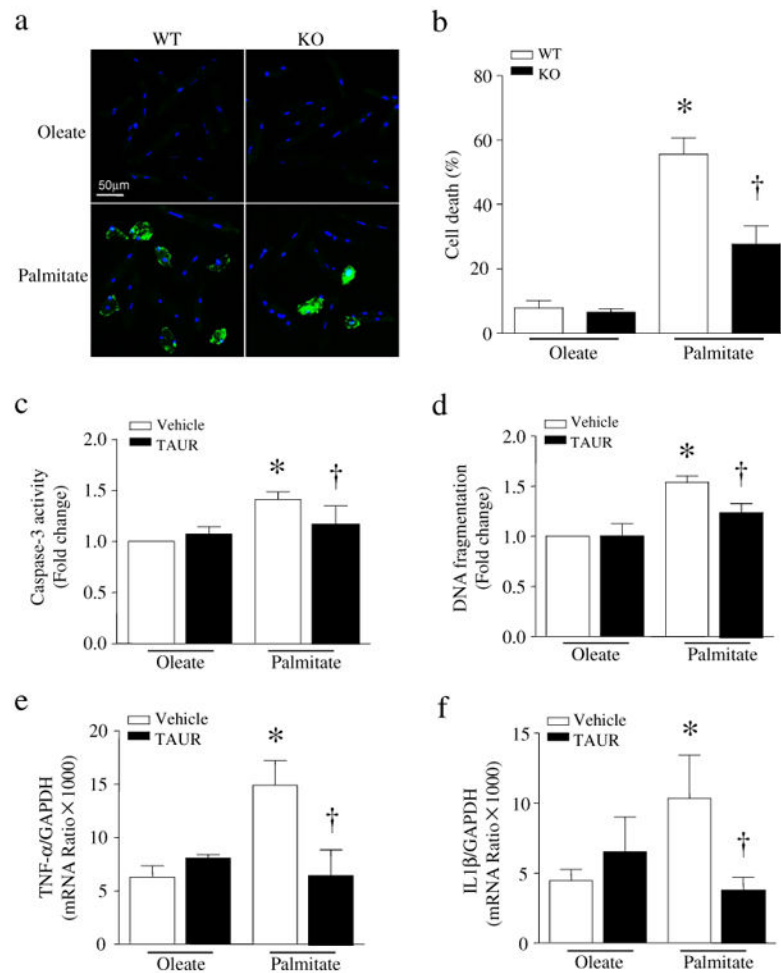 a
WT
KO
Oleate
50µm
Palmitate
b
WT
KO
Cell death (%)
80
60
40
20
0
*
†
Oleate
Palmitate
c
Vehicle
TAUR
Caspase-3 activity
(Fold change)
2.0
1.5
1.0
0.5
0.0
*
†
Oleate
Palmitate
d
Vehicle
TAUR
DNA fragmentation
(Fold change)
2.0
1.5
1.0
0.5
0.0
*
†
Oleate
Palmitate
e
Vehicle
TAUR
TNF-α/GAPDH
(mRNA Ratio×1000)
20
15
10
5
0
*
†
Oleate
Palmitate
f
Vehicle
TAUR
IL1β/GAPDH
(mRNA Ratio×1000)
15
10
5
0
*
†
Oleate
Palmitate